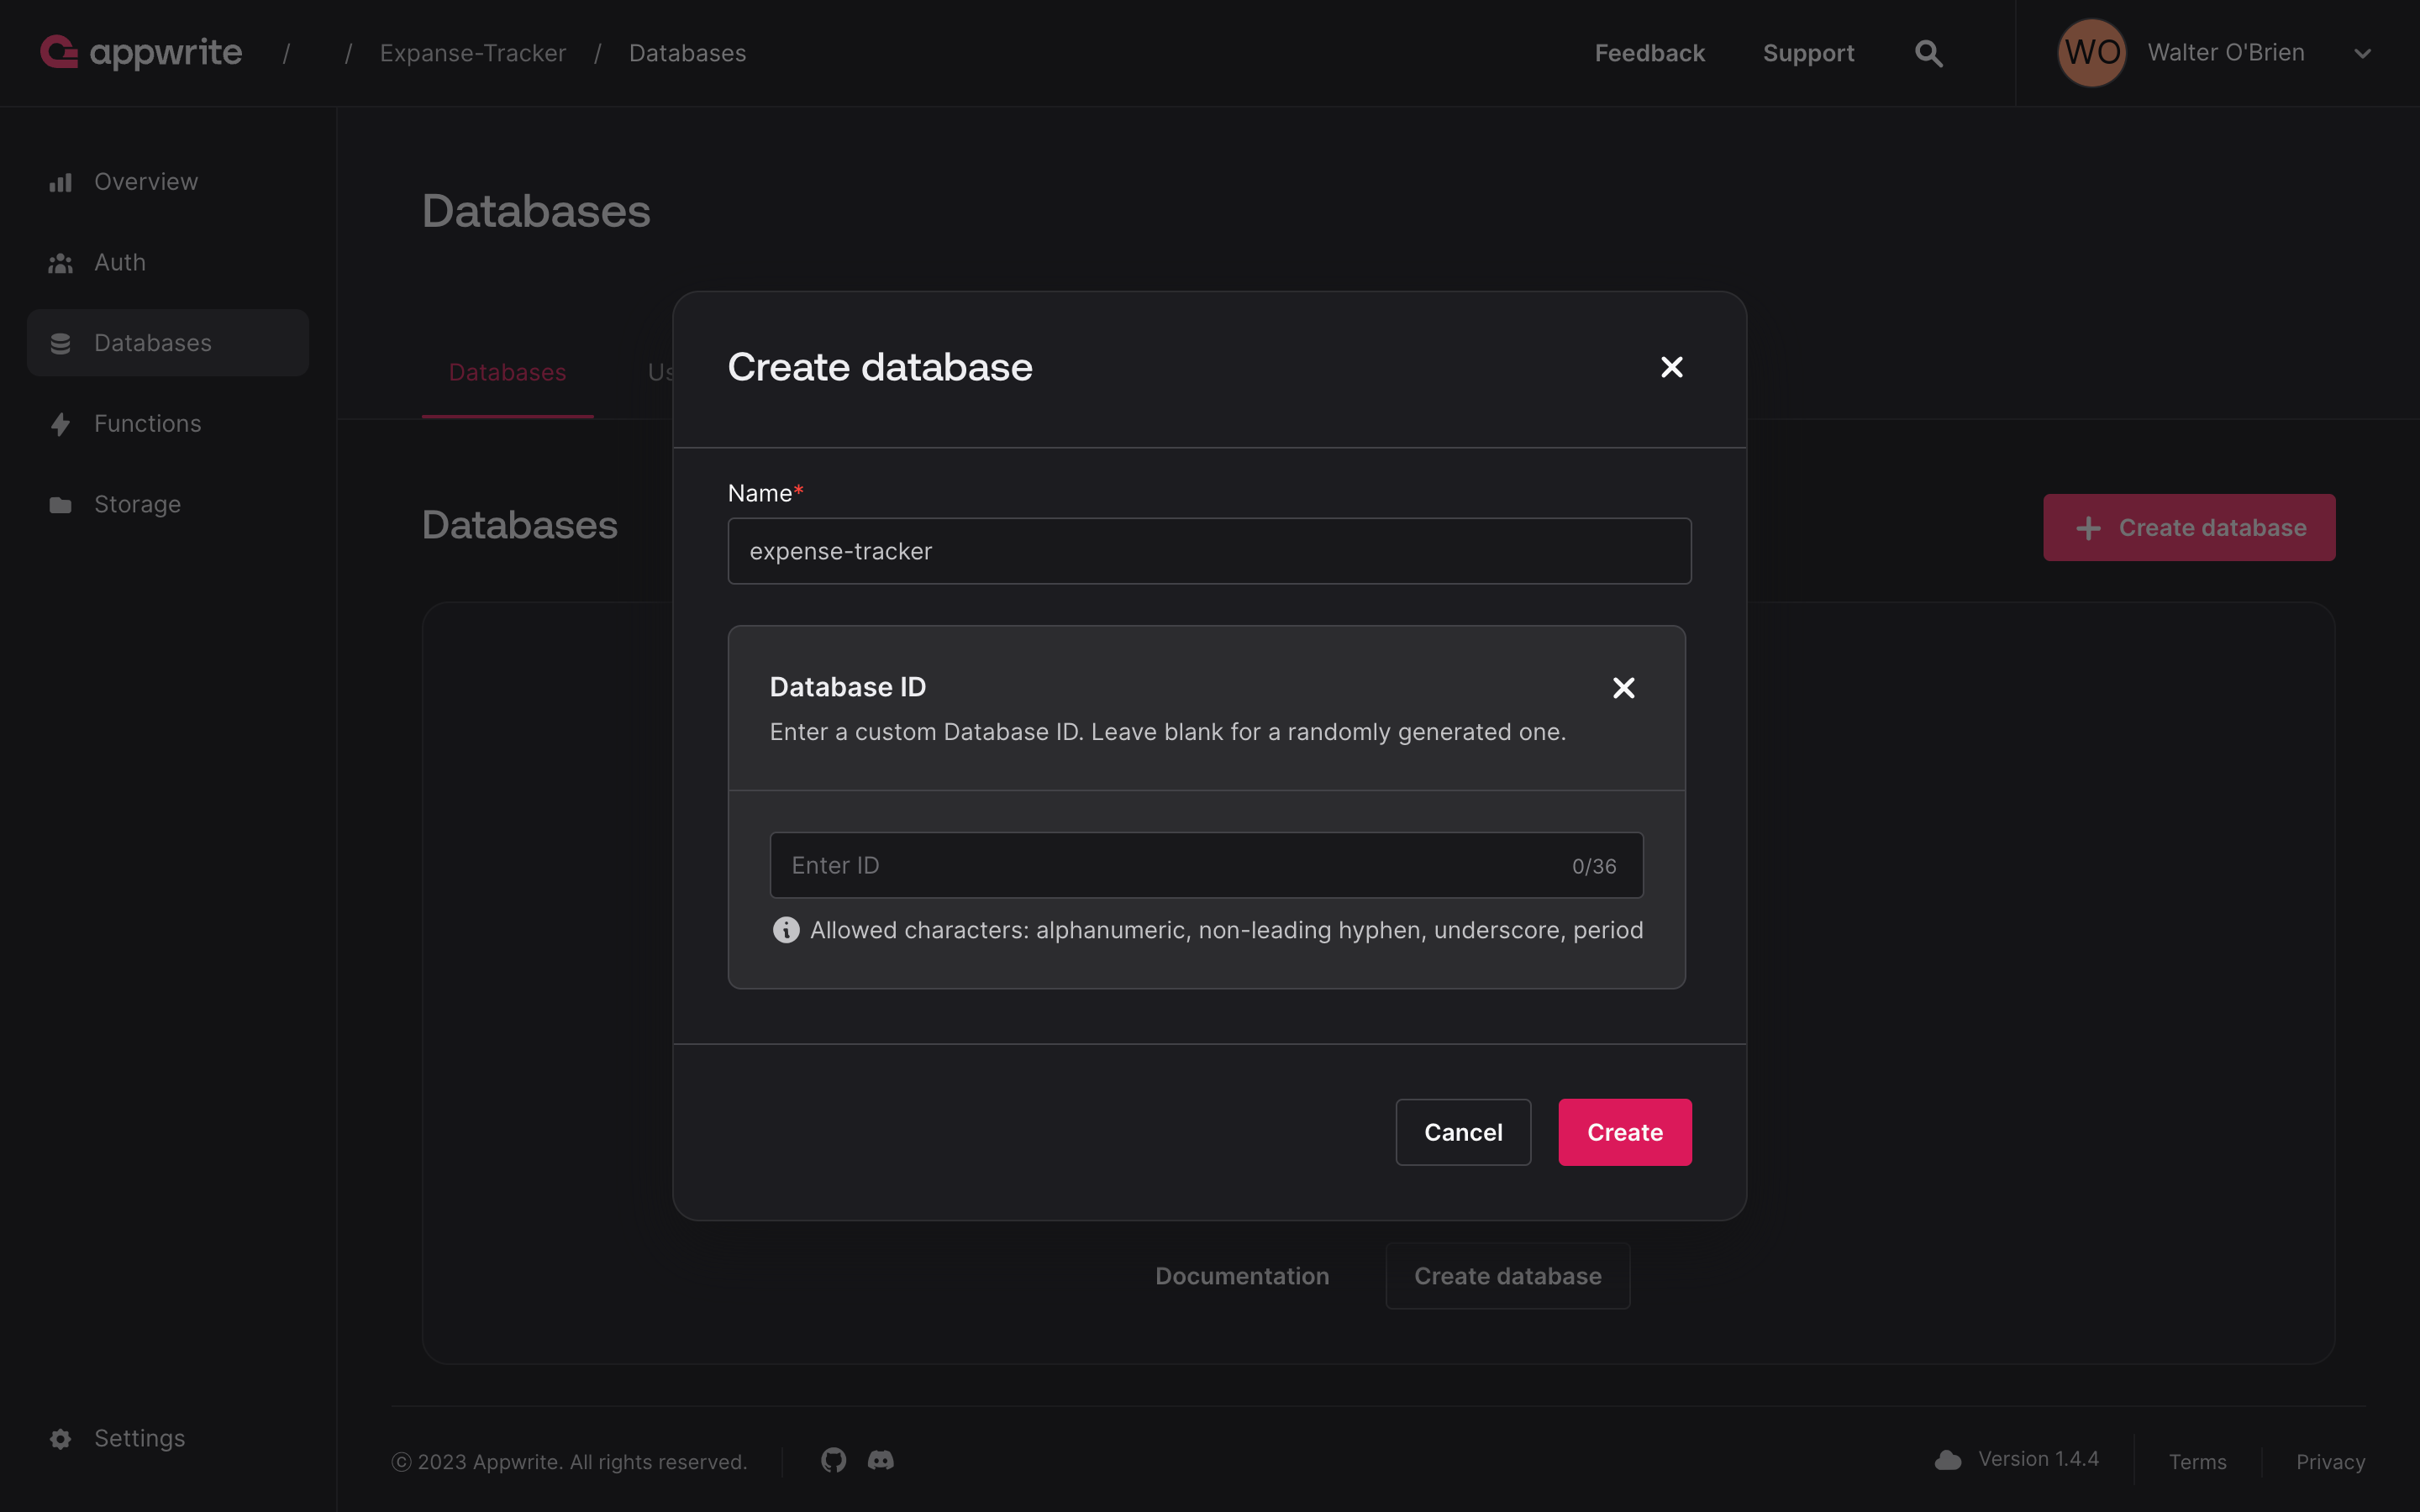 appwrite / / Expanse-Tracker / Databases Feedback Support WO Walter O'Brien
Overview
Auth
Databases
Functions
Storage
Settings
Databases
Databases Us
Databases
Create database
Create database
Name*
expense-tracker
Database ID
Enter a custom Database ID. Leave blank for a randomly generated one.
Enter ID 0/36
Allowed characters: alphanumeric, non-leading hyphen, underscore, period
Cancel Create
Documentation Create database
© 2023 Appwrite. All rights reserved. Version 1.4.4 Terms Privacy